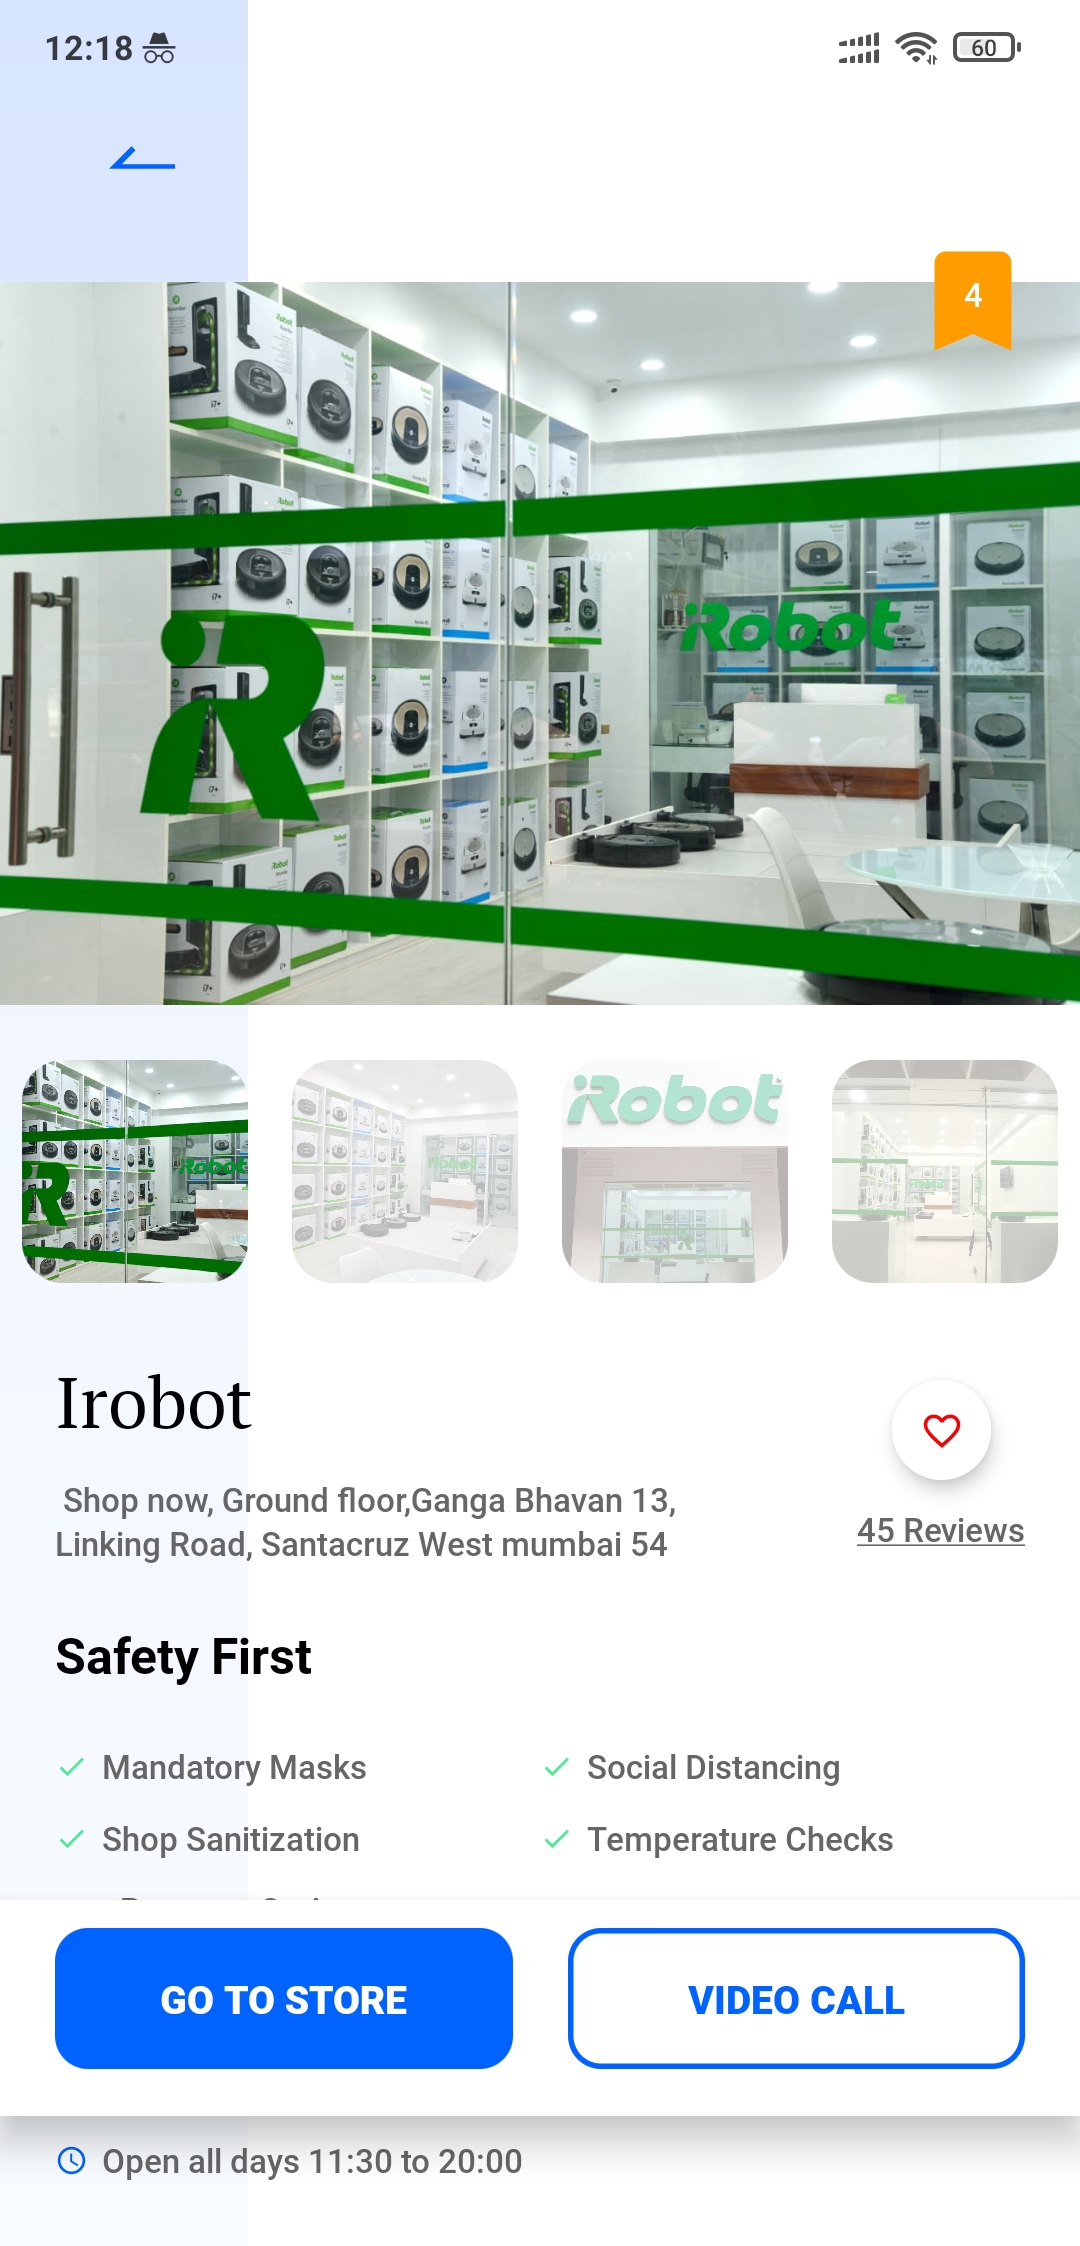 12:18
60
4
iRobot
iRobot
R
iRobot
Irobot
Shop now, Ground floor,Ganga Bhavan 13,
Linking Road, Santacruz West mumbai 54
45 Reviews
Safety First
Mandatory Masks
Social Distancing
Shop Sanitization
Temperature Checks
GO TO STORE
VIDEO CALL
Open all days 11:30 to 20:00